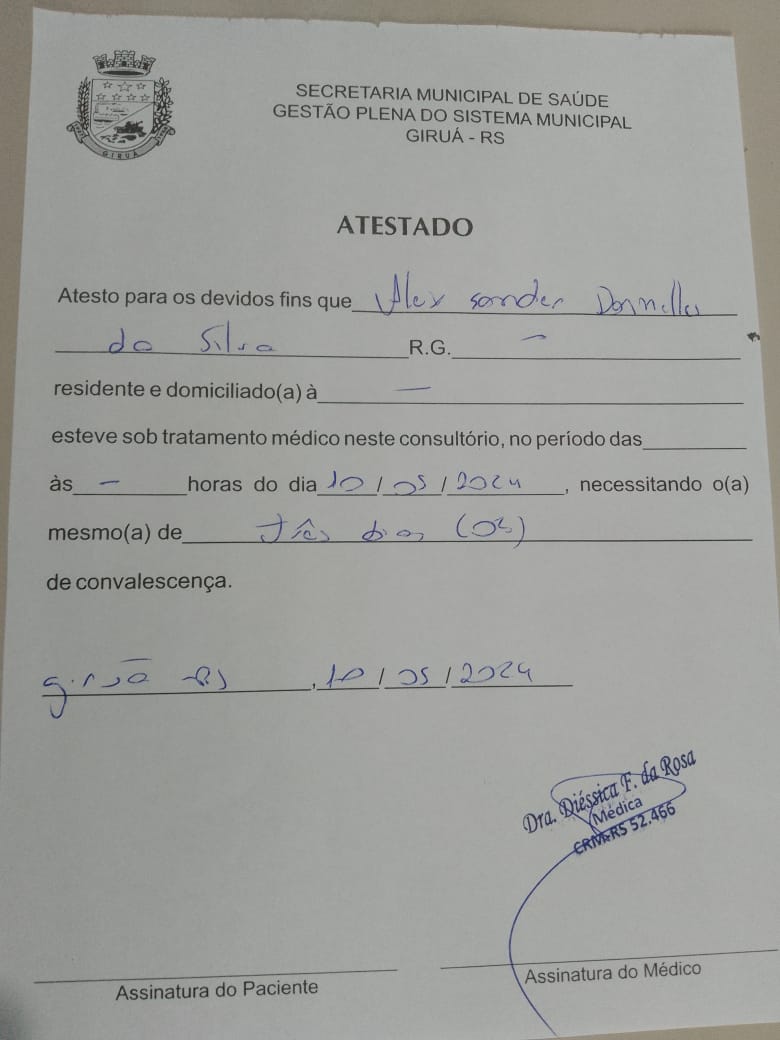 GIRUÁ
SECRETARIA MUNICIPAL DE SAÚDE
GESTÃO PLENA DO SISTEMA MUNICIPAL
GIRUÁ - RS
ATESTADO
Atesto para os devidos fins que Alex sander
da Silva R.G. —
residente e domiciliado(a) à —
esteve sob tratamento médico neste consultório, no período das
às — horas do dia 10/05/2024, necessitando o(a)
mesmo(a) de três dias (03)
de convalescença.
giruá -RS, 10/05/2024
Dra. Diéssica F. da Rosa
Médica
CRM-RS 52.466
Assinatura do Paciente
Assinatura do Médico